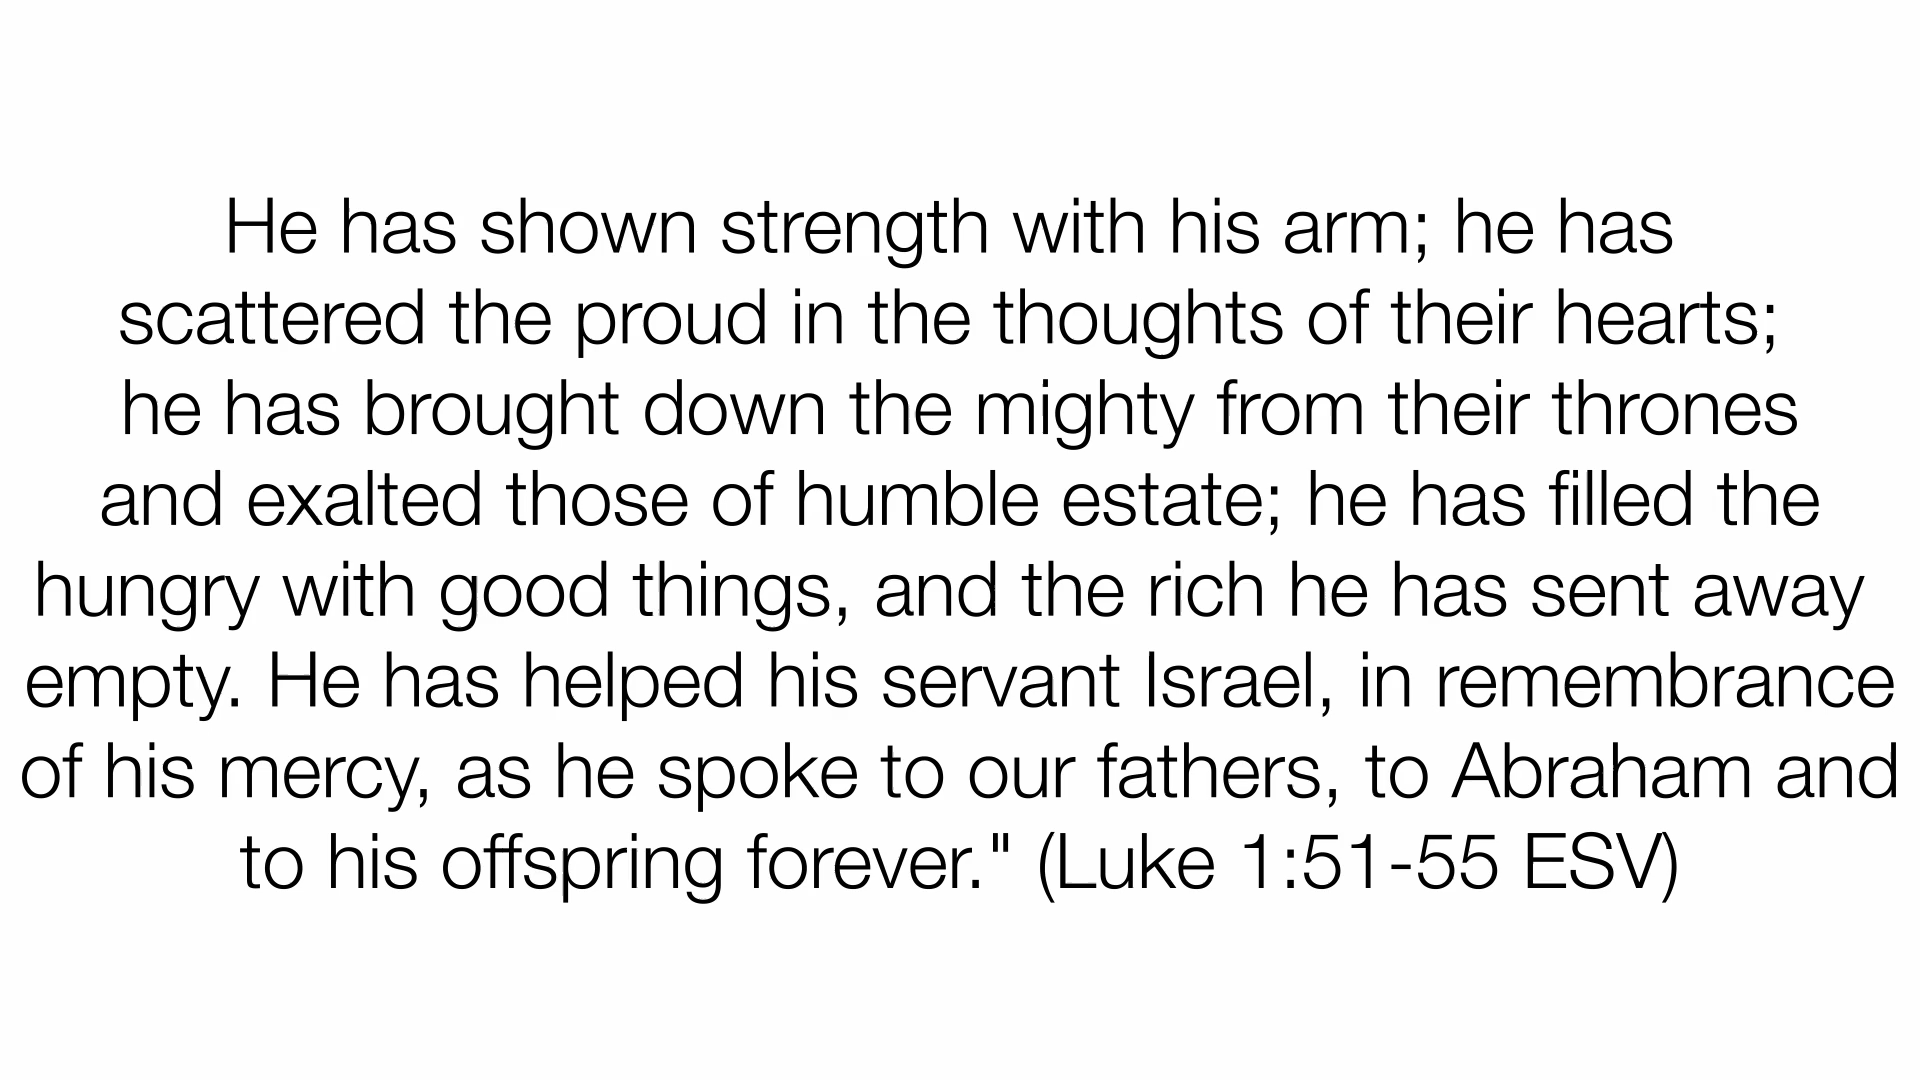 He has shown strength with his arm; he has
scattered the proud in the thoughts of their hearts;
he has brought down the mighty from their thrones
and exalted those of humble estate; he has filled the
hungry with good things, and the rich he has sent away
empty. He has helped his servant Israel, in remembrance
of his mercy, as he spoke to our fathers, to Abraham and
to his offspring forever." (Luke 1:51-55 ESV)